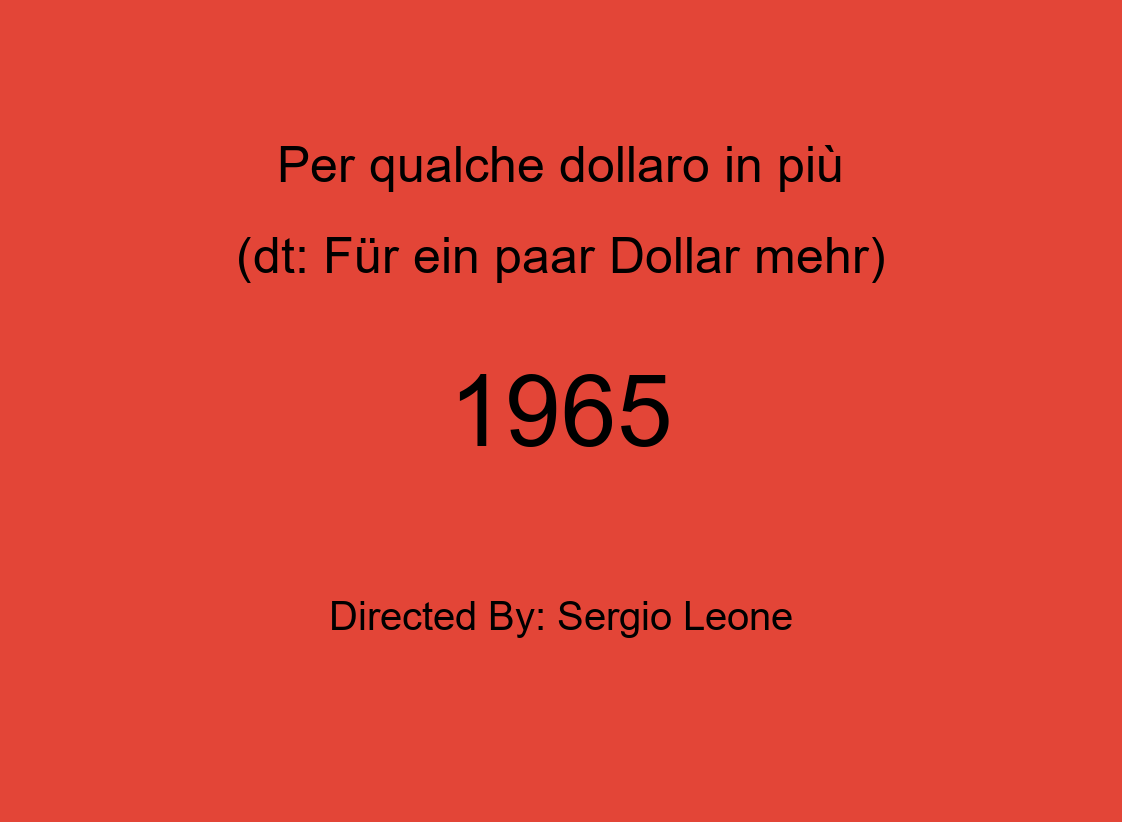 Per qualche dollaro in più
(dt: Für ein paar Dollar mehr)
1965
Directed By: Sergio Leone